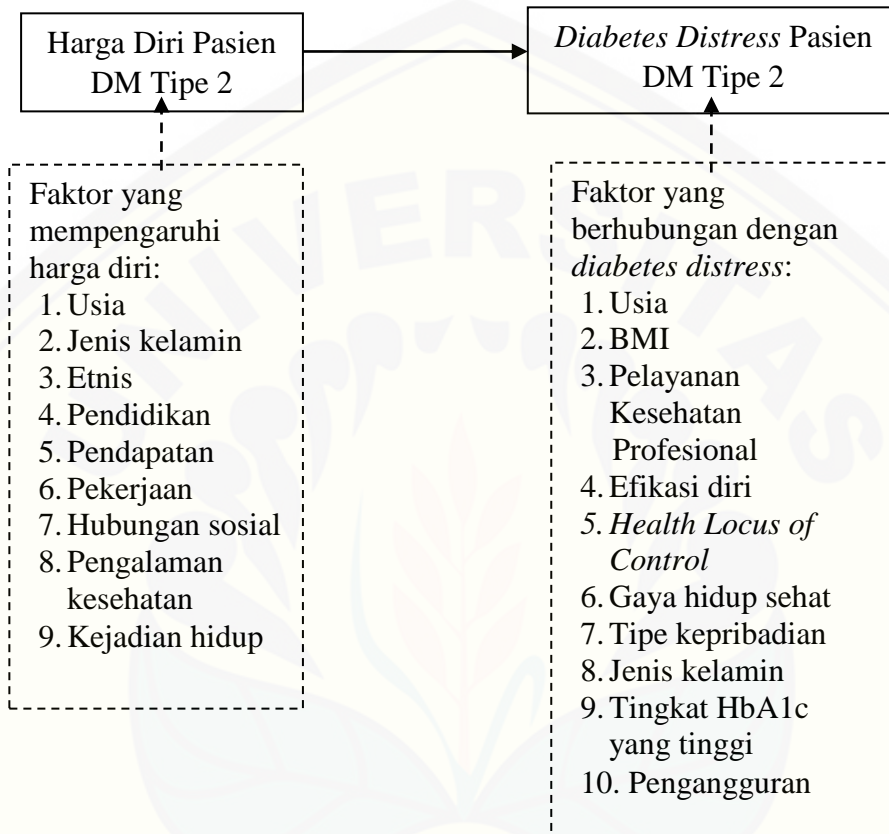 Harga Diri Pasien
DM Tipe 2
Diabetes Distress Pasien
DM Tipe 2
Faktor yang
mempengaruhi
harga diri:
1. Usia
2. Jenis kelamin
3. Etnis
4. Pendidikan
5. Pendapatan
6. Pekerjaan
7. Hubungan sosial
8. Pengalaman
kesehatan
9. Kejadian hidup
Faktor yang
berhubungan dengan
diabetes distress:
1. Usia
2. BMI
3. Pelayanan
Kesehatan
Profesional
4. Efikasi diri
5. Health Locus of
Control
6. Gaya hidup sehat
7. Tipe kepribadian
8. Jenis kelamin
9. Tingkat HbA1c
yang tinggi
10. Pengangguran
UNIVERSITAS